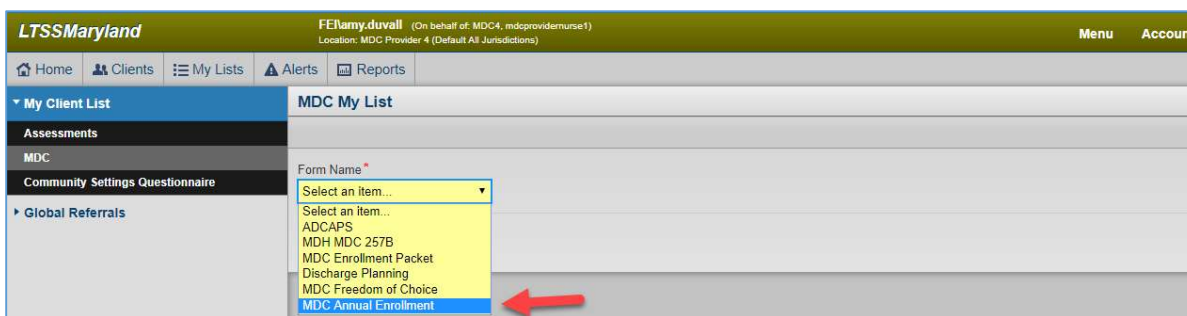 LTSSMaryland
FEI\amy.duvall (On behalf of: MDC4, mdcprovidernurse1)
Location: MDC Provider 4 (Default All Jurisdictions)
Menu Accoun
Home Clients My Lists Alerts Reports
My Client List
MDC My List
Assessments
MDC
Community Settings Questionnaire
Global Referrals
Form Name*
Select an item...
Select an item...
ADCAPS
MDH MDC 257B
MDC Enrollment Packet
Discharge Planning
MDC Freedom of Choice
MDC Annual Enrollment